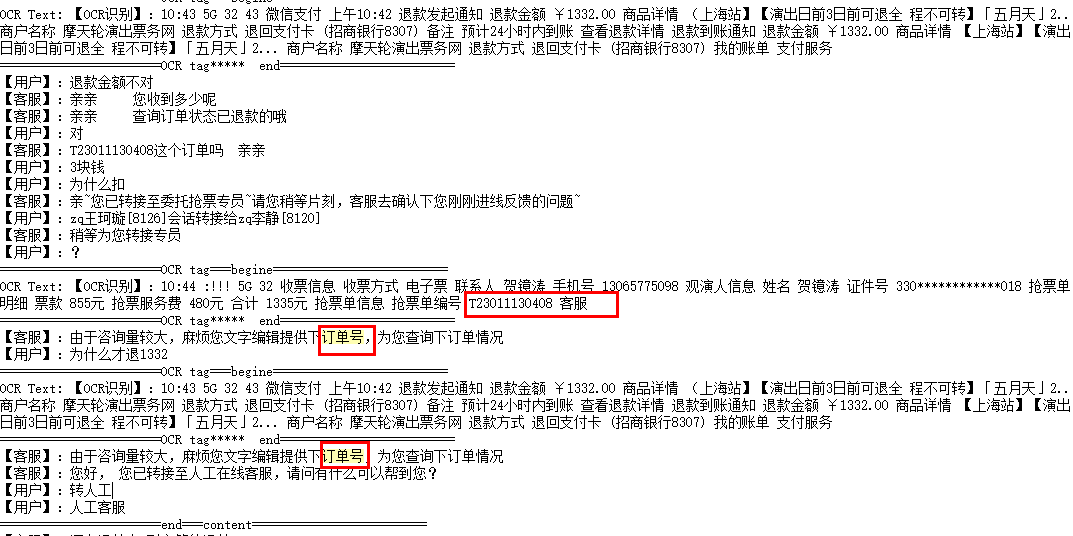 OCR Text: 【OCR识别】: 10:43 5G 32 43 微信支付 上午10:42 退款发起通知 退款金额 ￥1332.00 商品详情 （上海站）【演出日前3日前可退全 程不可转】「五月天」2...
商户名称 摩天轮演出票务网 退款方式 退回支付卡 (招商银行8307) 备注 预计24小时内到账 查看退款详情 退款到账通知 退款金额 ￥1332.00 商品详情 【上海站】【演出
日前3日前可退全 程不可转】「五月天」2... 商户名称 摩天轮演出票务网 退款方式 退回支付卡 (招商银行8307) 我的账单 支付服务
═════════════════OCR tag***** end═══════════════════
【用户】: 退款金额不对
【客服】: 亲亲 您收到多少呢
【客服】: 亲亲 查询订单状态已退款的哦
【用户】: 对
【客服】: T23011130408这个订单吗 亲亲
【用户】: 3块钱
【用户】: 为什么扣
【客服】: 亲~您已转接至委托抢票专员~请您稍等片刻，客服去确认下您刚刚进线反馈的问题~
【用户】: zq王珂璇[8126]会话转接给zq李静[8120]
【客服】: 稍等为您转接专员
【用户】: ？
═════════════════OCR tag═══begine═══════════════════
OCR Text: 【OCR识别】: 10:44 :!!! 5G 32 收票信息 收票方式 电子票 联系人 贺镱涛 手机号 13065775098 观演人信息 姓名 贺镱涛 证件号 330************018 抢票单
明细 票款 855元 抢票服务费 480元 合计 1335元 抢票单信息 抢票单编号 T23011130408 客服
═════════════════OCR tag***** end═══════════════════
【客服】: 由于咨询量较大，麻烦您文字编辑提供下订单号，为您查询下订单情况
【用户】: 为什么才退1332
═════════════════OCR tag═══begine═══════════════════
OCR Text: 【OCR识别】: 10:43 5G 32 43 微信支付 上午10:42 退款发起通知 退款金额 ￥1332.00 商品详情 （上海站）【演出日前3日前可退全 程不可转】「五月天」2...
商户名称 摩天轮演出票务网 退款方式 退回支付卡 (招商银行8307) 备注 预计24小时内到账 查看退款详情 退款到账通知 退款金额 ￥1332.00 商品详情 【上海站】【演出
日前3日前可退全 程不可转】「五月天」2... 商户名称 摩天轮演出票务网 退款方式 退回支付卡 (招商银行8307) 我的账单 支付服务
═════════════════OCR tag***** end═══════════════════
【客服】: 由于咨询量较大，麻烦您文字编辑提供下订单号，为您查询下订单情况
【客服】: 您好， 您已转接至人工在线客服，请问有什么可以帮到您？
【用户】: 转人工
【用户】: 人工客服
═════════════════end═══content═══════════════════